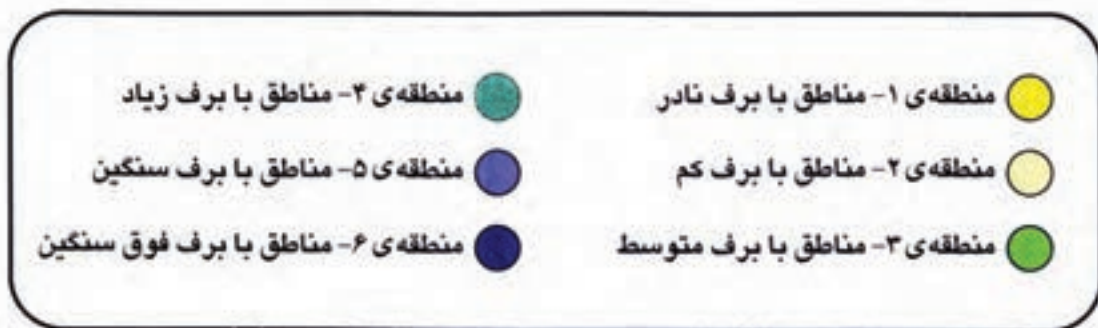 منطقه‌ی ۱- مناطق با برف نادر
منطقه‌ی ۲- مناطق با برف کم
منطقه‌ی ۳- مناطق با برف متوسط
منطقه‌ی ۴- مناطق با برف زیاد
منطقه‌ی ۵- مناطق با برف سنگین
منطقه‌ی ۶- مناطق با برف فوق سنگین